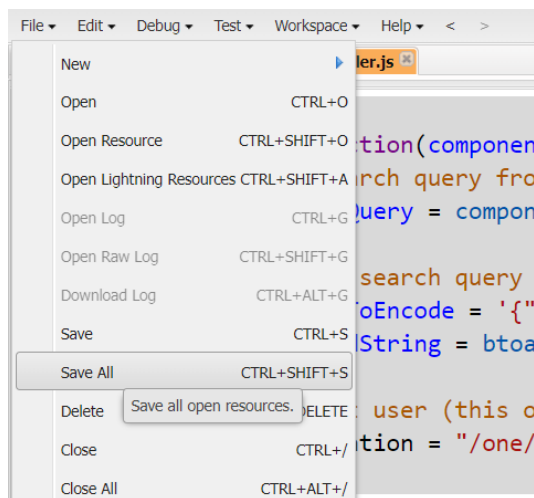 File ▾ Edit ▾ Debug ▾ Test ▾ Workspace ▾ Help ▾ < >
New
ler.js
Open CTRL+O
Open Resource CTRL+SHIFT+O
tion(componen
Open Lightning Resources CTRL+SHIFT+A
rch query fro
Open Log CTRL+G
Query = compon
Open Raw Log CTRL+SHIFT+G
search query
Download Log CTRL+ALT+G
oEncode = '{"
Save CTRL+S
dString = btoa
Save All CTRL+SHIFT+S
Delete DELETE
Save all open resources.
user (this o
Close CTRL+/
tion = "/one/
Close All CTRL+ALT+/